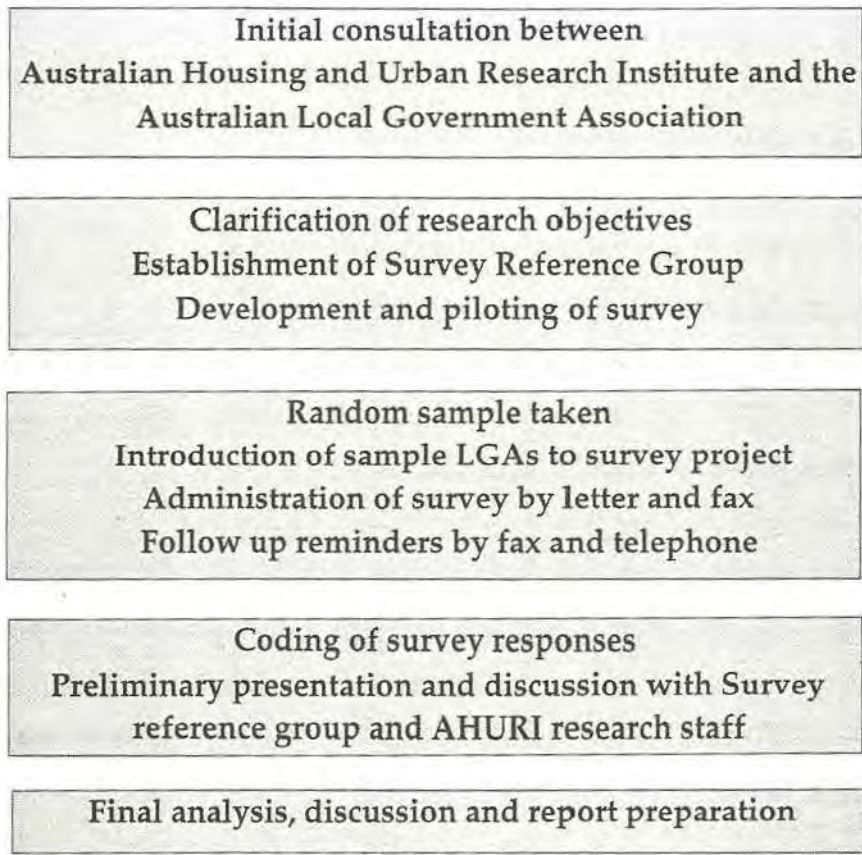 Initial consultation between
Australian Housing and Urban Research Institute and the
Australian Local Government Association
Clarification of research objectives
Establishment of Survey Reference Group
Development and piloting of survey
Random sample taken
Introduction of sample LGAs to survey project
Administration of survey by letter and fax
Follow up reminders by fax and telephone
Coding of survey responses
Preliminary presentation and discussion with Survey
reference group and AHURI research staff
Final analysis, discussion and report preparation